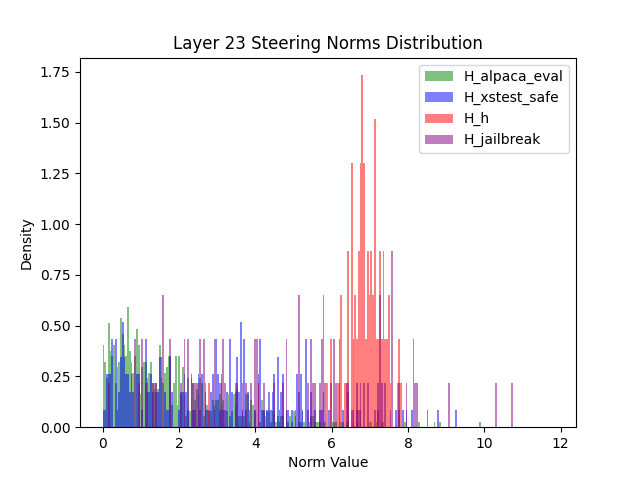 Layer 23 Steering Norms Distribution
H_alpaca_eval
H_xstest_safe
H_h
H_jailbreak
Density
1.75
1.50
1.25
1.00
0.75
0.50
0.25
0.00
0 2 4 6 8 10 12
Norm Value